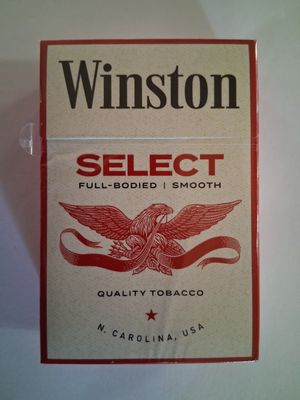 Winston
SELECT
FULL-BODIED | SMOOTH
QUALITY TOBACCO
N. CAROLINA, USA